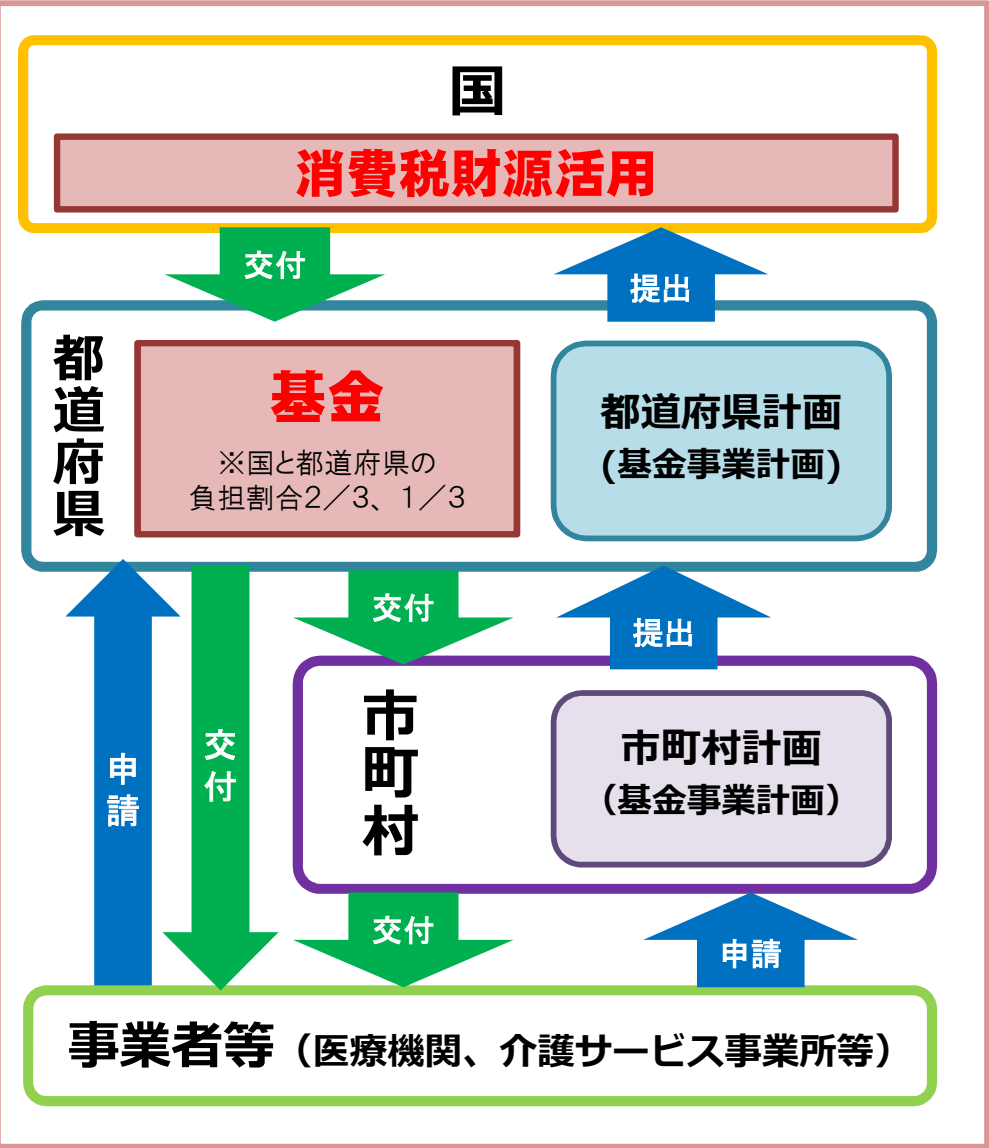 国
消費税財源活用
交付
提出
都道府県
基金
※国と都道府県の
負担割合2／3、1／3
都道府県計画
(基金事業計画)
交付
提出
申請
交付
市町村
市町村計画
（基金事業計画）
交付
申請
事業者等（医療機関、介護サービス事業所等）